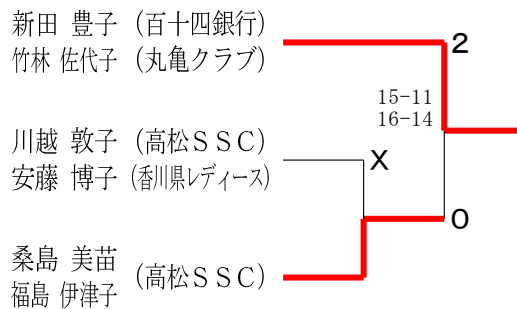 新田 豊子 (百十四銀行)
竹林 佐代子 (丸亀クラブ)
2
15-11
16-14
川越 敦子 (高松ＳＳＣ)
安藤 博子 (香川県レディース)
X
0
桑島 美苗
福島 伊津子
(高松ＳＳＣ)